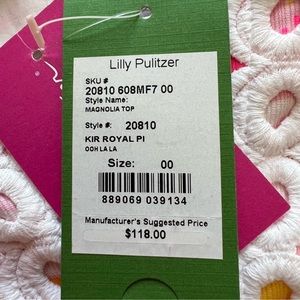 Lilly Pulitzer
SKU #
20810 608MF7 00
Style Name:
MAGNOLIA TOP
Style #: 20810
KIR ROYAL PI
OOH LA LA
Size: 00
889069 039134
Manufacturer's Suggested Price
$118.00